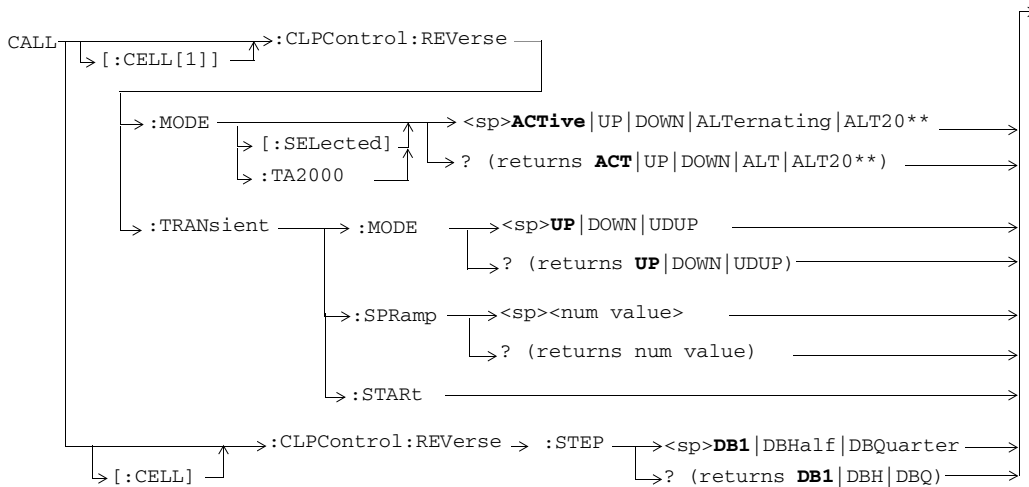 CALL :CLPControl:REVerse
[:CELL[1]]
:MODE <sp>ACTive|UP|DOWN|ALTernating|ALT20**
[:SELected] ? (returns ACT|UP|DOWN|ALT|ALT20**)
:TA2000
:TRANsient :MODE <sp>UP|DOWN|UDUP
? (returns UP|DOWN|UDUP)
:SPRamp <sp><num value>
? (returns num value)
:STARt
:CLPControl:REVerse :STEP <sp>DB1|DBHalf|DBQuarter
[:CELL] ? (returns DB1|DBH|DBQ)